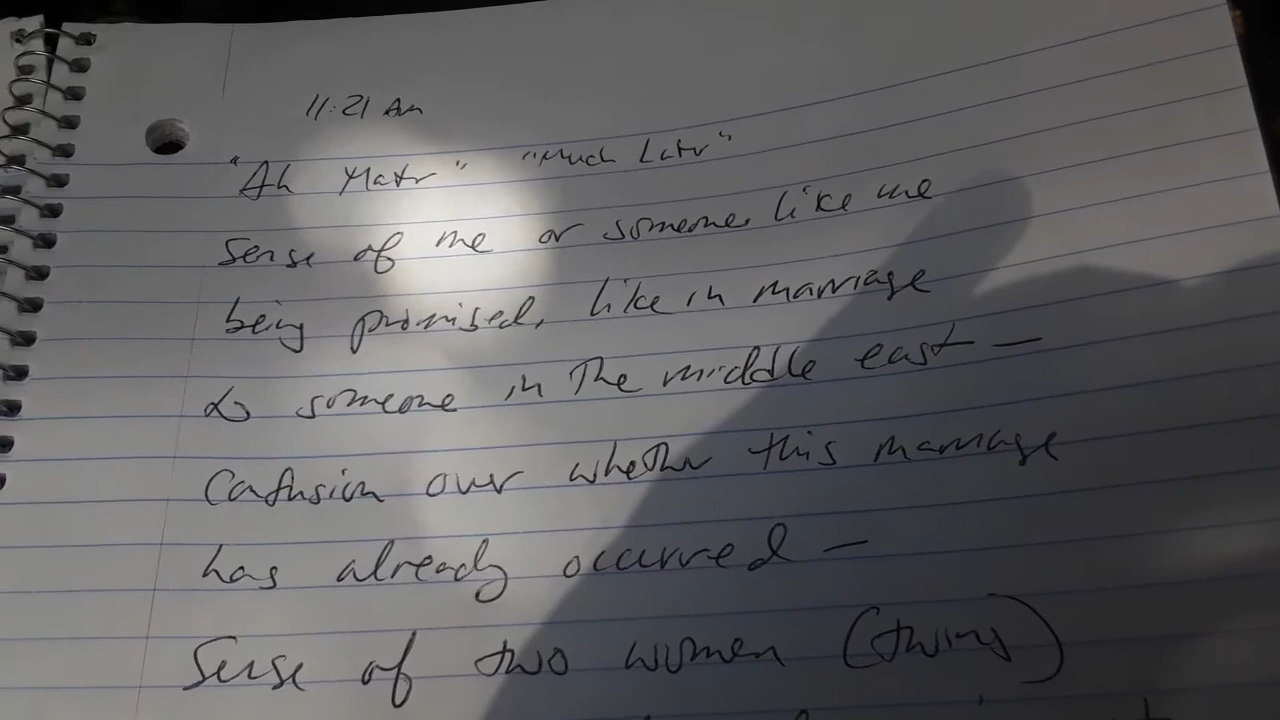 11:21 Am
"Ah Matr" "Much Later"
Sense of me or someone like me
being promised, like in marriage
to someone in the middle east —
Confusion over whether this marriage
has already occurred —
Sense of two women (twins)